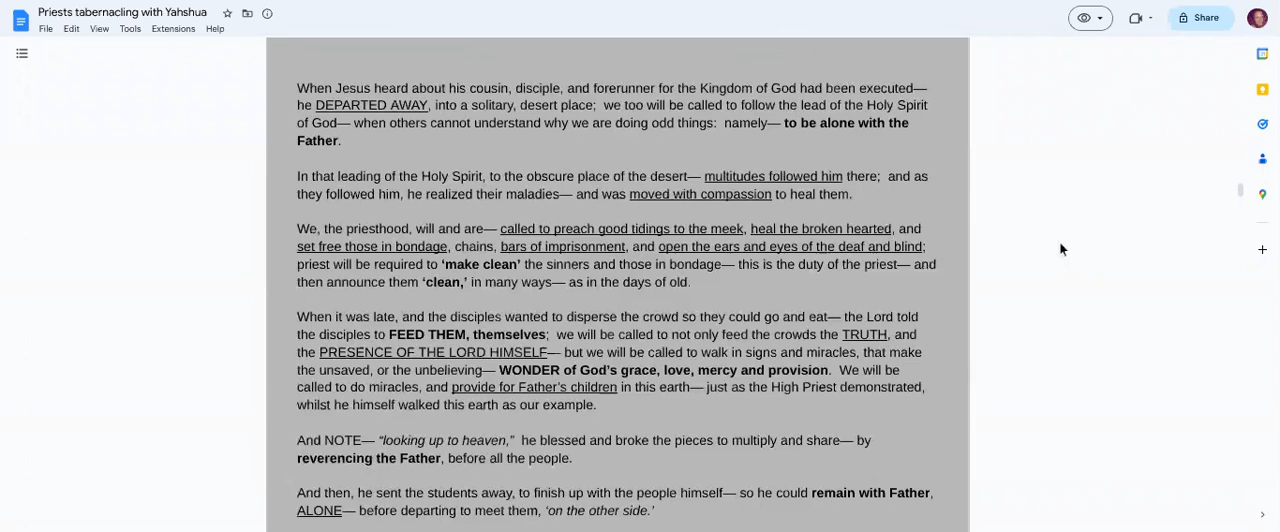 Priests tabernacling with Yahshua
File Edit View Tools Extensions Help
Share
When Jesus heard about his cousin, disciple, and forerunner for the Kingdom of God had been executed—
he DEPARTED AWAY, into a solitary, desert place;  we too will be called to follow the lead of the Holy Spirit
of God— when others cannot understand why we are doing odd things:  namely— to be alone with the
Father.
In that leading of the Holy Spirit, to the obscure place of the desert— multitudes followed him there;  and as
they followed him, he realized their maladies— and was moved with compassion to heal them.
We, the priesthood, will and are— called to preach good tidings to the meek, heal the broken hearted, and
set free those in bondage, chains, bars of imprisonment, and open the ears and eyes of the deaf and blind;
priest will be required to ‘make clean’ the sinners and those in bondage— this is the duty of the priest— and
then announce them ‘clean,’ in many ways— as in the days of old.
When it was late, and the disciples wanted to disperse the crowd so they could go and eat— the Lord told
the disciples to FEED THEM, themselves;  we will be called to not only feed the crowds the TRUTH, and
the PRESENCE OF THE LORD HIMSELF— but we will be called to walk in signs and miracles, that make
the unsaved, or the unbelieving— WONDER of God’s grace, love, mercy and provision.  We will be
called to do miracles, and provide for Father’s children in this earth— just as the High Priest demonstrated,
whilst he himself walked this earth as our example.
And NOTE— “looking up to heaven,”  he blessed and broke the pieces to multiply and share— by
reverencing the Father, before all the people.
And then, he sent the students away, to finish up with the people himself— so he could remain with Father,
ALONE— before departing to meet them, ‘on the other side.’